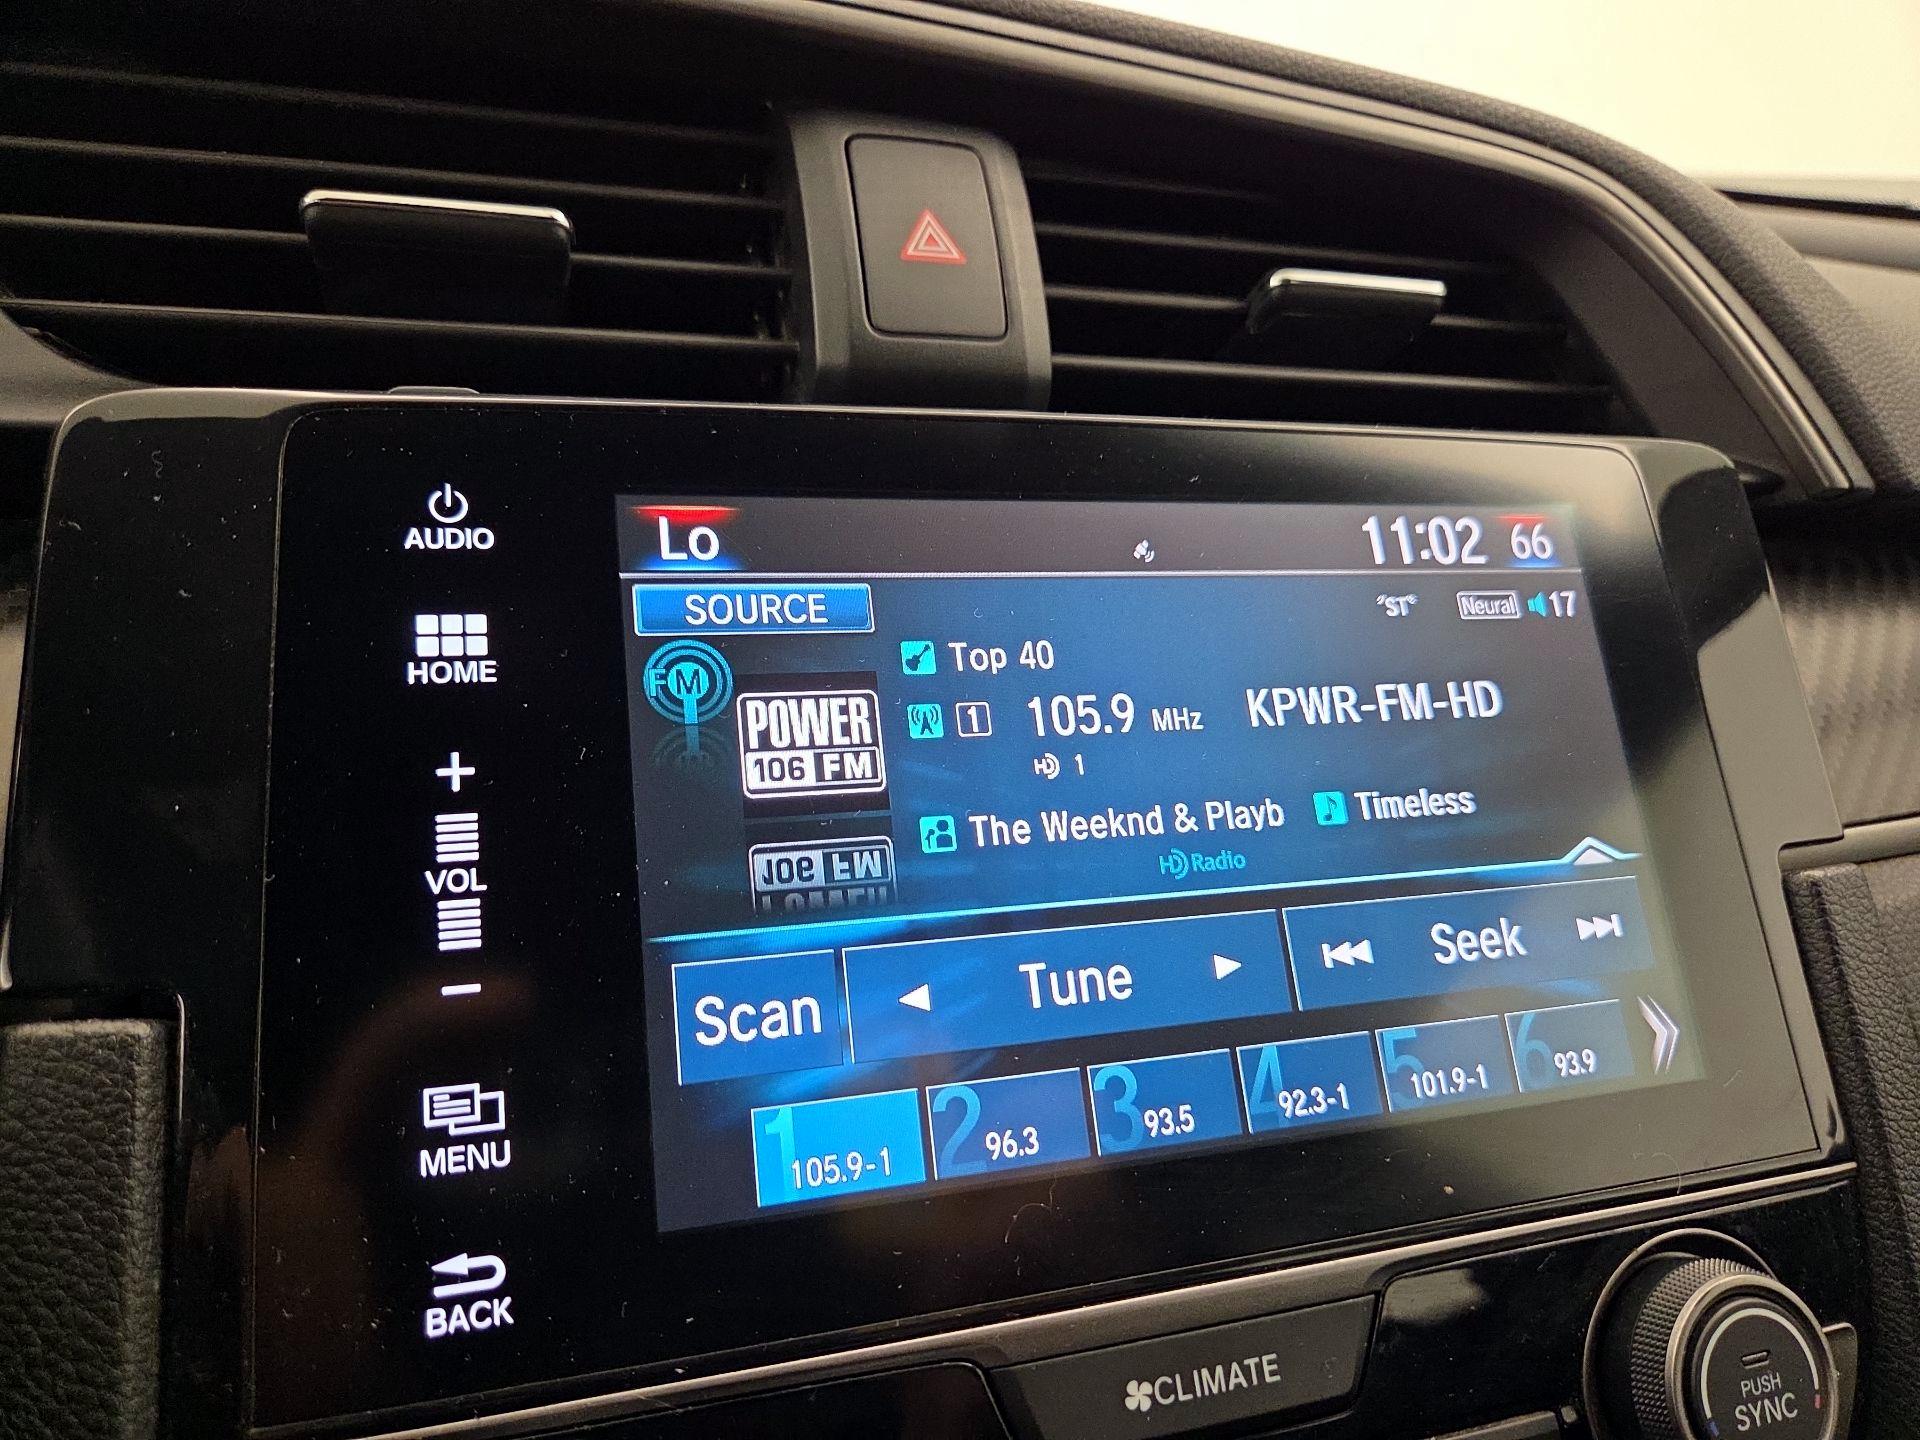 AUDIO
HOME
+
VOL
−
MENU
BACK
Lo
11:02 66
SOURCE
"ST"
Neural 17
FM
POWER
106 FM
Top 40
1 105.9 MHz KPWR-FM-HD
HD 1
The Weeknd & Playb Timeless
HD Radio
Scan Tune Seek
1 105.9-1
2 96.3
3 93.5
4 92.3-1
5 101.9-1
6 93.9
CLIMATE
PUSH
SYNC